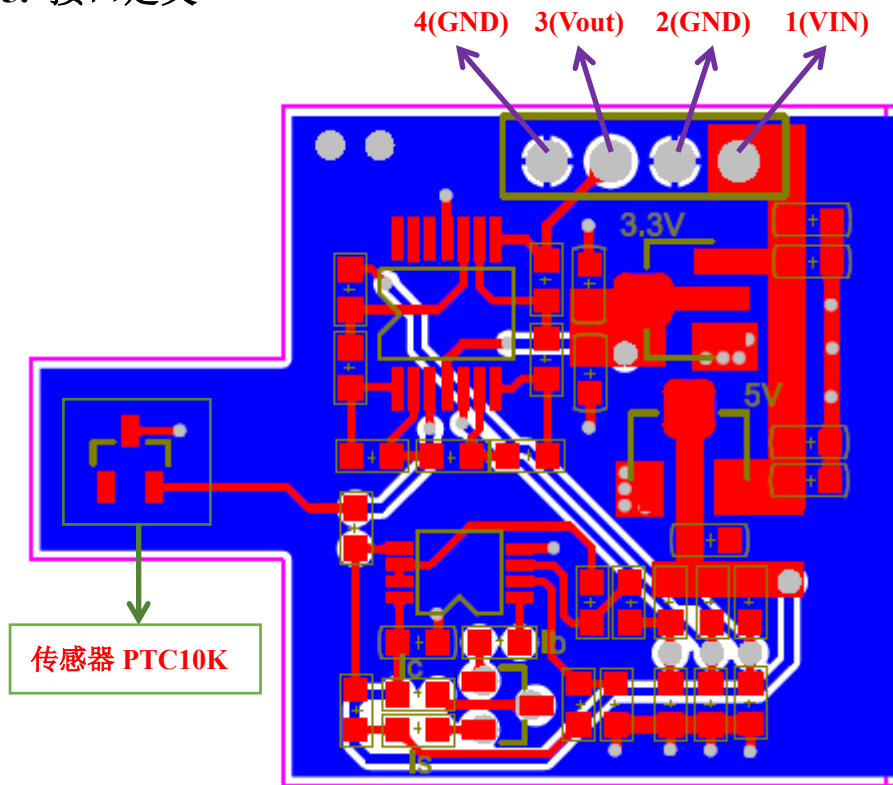 4(GND) 3(Vout) 2(GND) 1(VIN)
3.3V
5V
Ib
Ic
Is
传感器 PTC10K